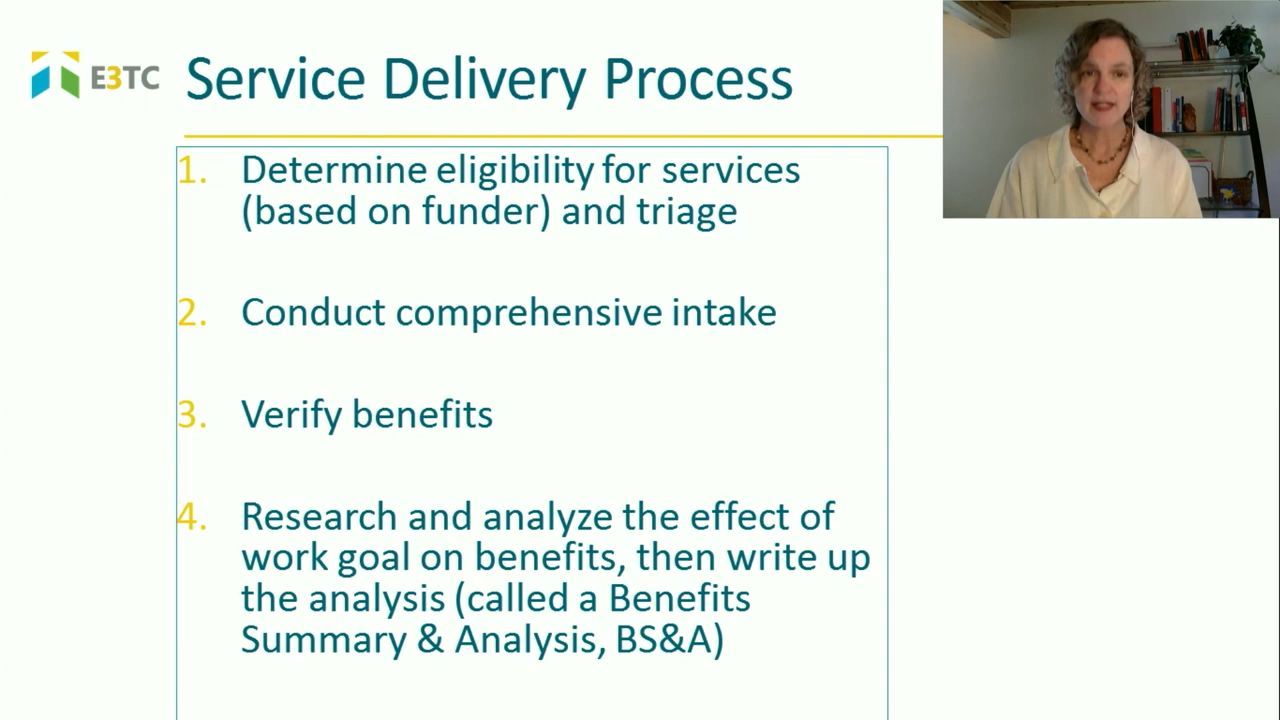 E3TC
Service Delivery Process
1. Determine eligibility for services
(based on funder) and triage
2. Conduct comprehensive intake
3. Verify benefits
4. Research and analyze the effect of
work goal on benefits, then write up
the analysis (called a Benefits
Summary & Analysis, BS&A)